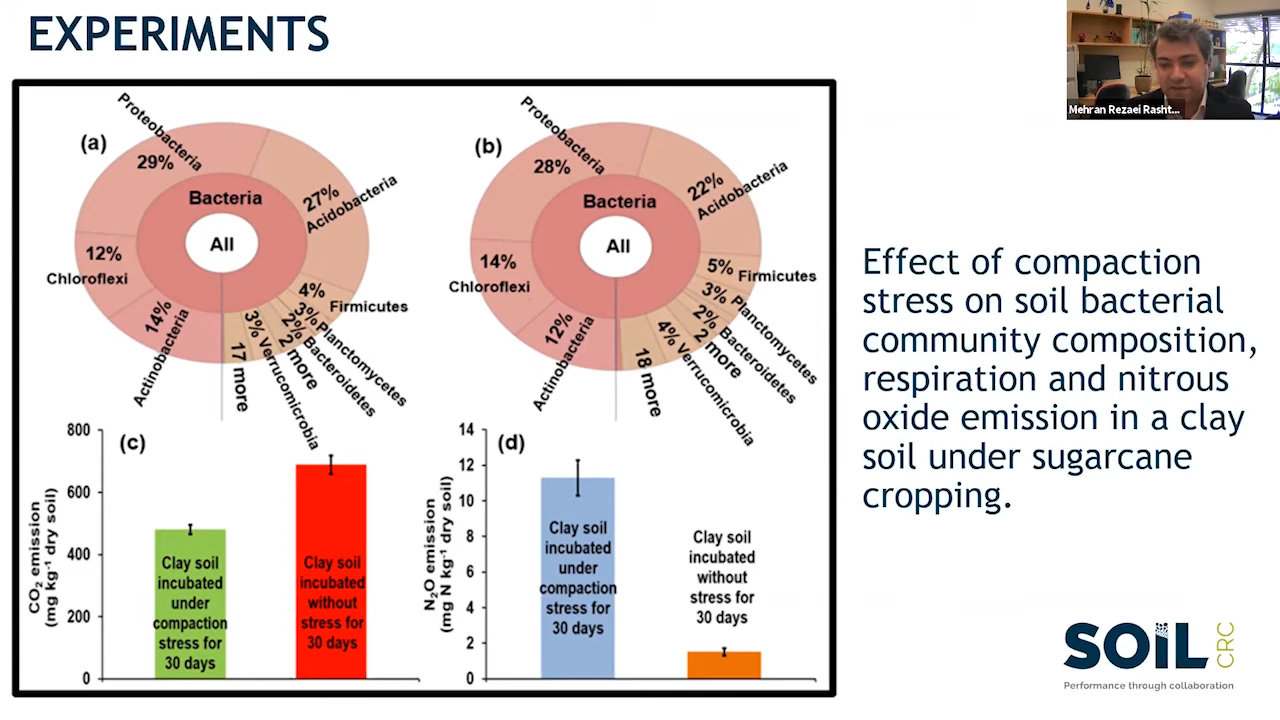 EXPERIMENTS
Mehran Rezaei Rasht...
(a)
Proteobacteria
29%
27%
Acidobacteria
Bacteria
All
12%
Chloroflexi
14%
Actinobacteria
4%
Firmicutes
3%
Planctomycetes
2%
Bacteroidetes
2 more
3%
Verrucomicrobia
17 more
(b)
Proteobacteria
28%
22%
Acidobacteria
Bacteria
All
14%
Chloroflexi
12%
Actinobacteria
5%
Firmicutes
3%
Planctomycetes
2%
Bacteroidetes
2 more
4%
Verrucomicrobia
18 more
(c)
CO₂ emission
(mg kg⁻¹ dry soil)
800
600
400
200
0
Clay soil
incubated
under
compaction
stress for
30 days
Clay soil
incubated
without
stress for
30 days
(d)
N₂O emission
(mg N kg⁻¹ dry soil)
14
12
10
8
6
4
2
0
Clay soil
incubated
under
compaction
stress for
30 days
Clay soil
incubated
without
stress for
30 days
Effect of compaction
stress on soil bacterial
community composition,
respiration and nitrous
oxide emission in a clay
soil under sugarcane
cropping.
SOIL
CRC
Performance through collaboration